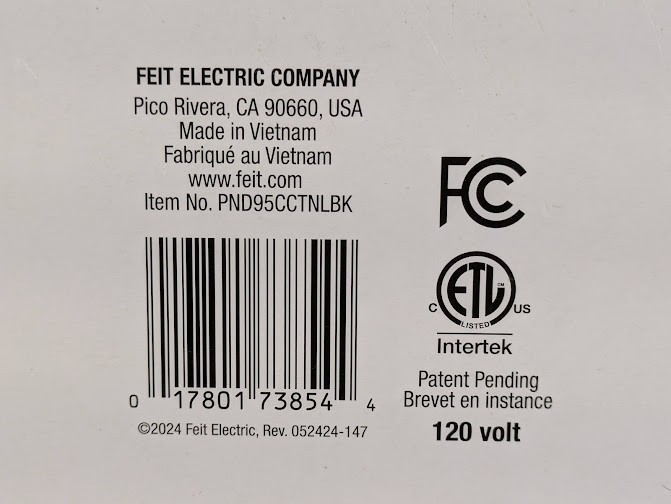 FEIT ELECTRIC COMPANY
Pico Rivera, CA 90660, USA
Made in Vietnam
Fabriqué au Vietnam
www.feit.com
Item No. PND95CCTNLBK
0 17801 73854 4
©2024 Feit Electric, Rev. 052424-147
FC
C ETL CM US
LISTED
Intertek
Patent Pending
Brevet en instance
120 volt